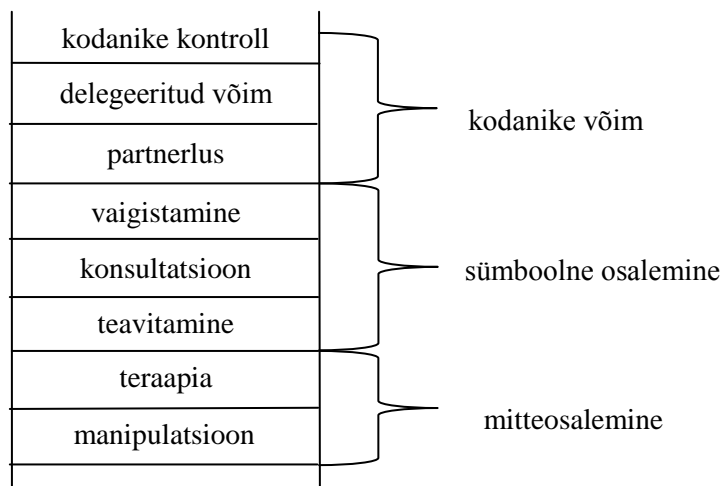 kodanike kontroll
delegeeritud võim
kodanike võim
partnerlus
vaigistamine
konsultatsioon
sümboolne osalemine
teavitamine
teraapia
mitteosalemine
manipulatsioon